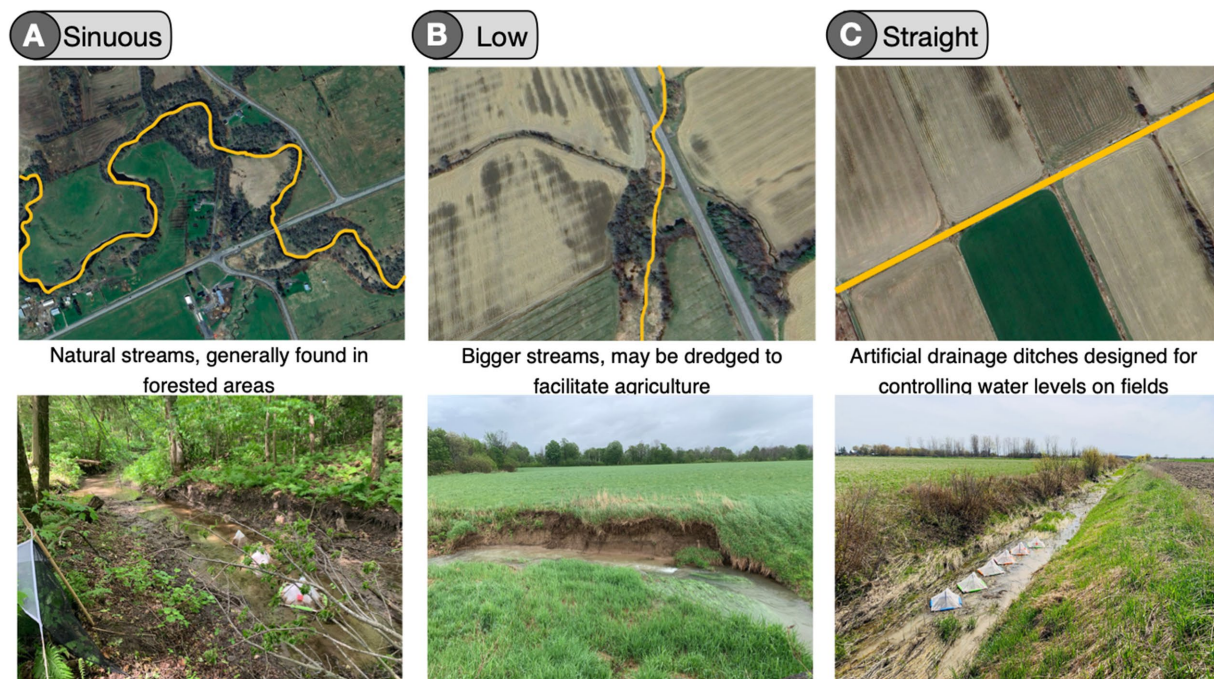 A Sinuous
B Low
C Straight
Natural streams, generally found in
forested areas
Bigger streams, may be dredged to
facilitate agriculture
Artificial drainage ditches designed for
controlling water levels on fields